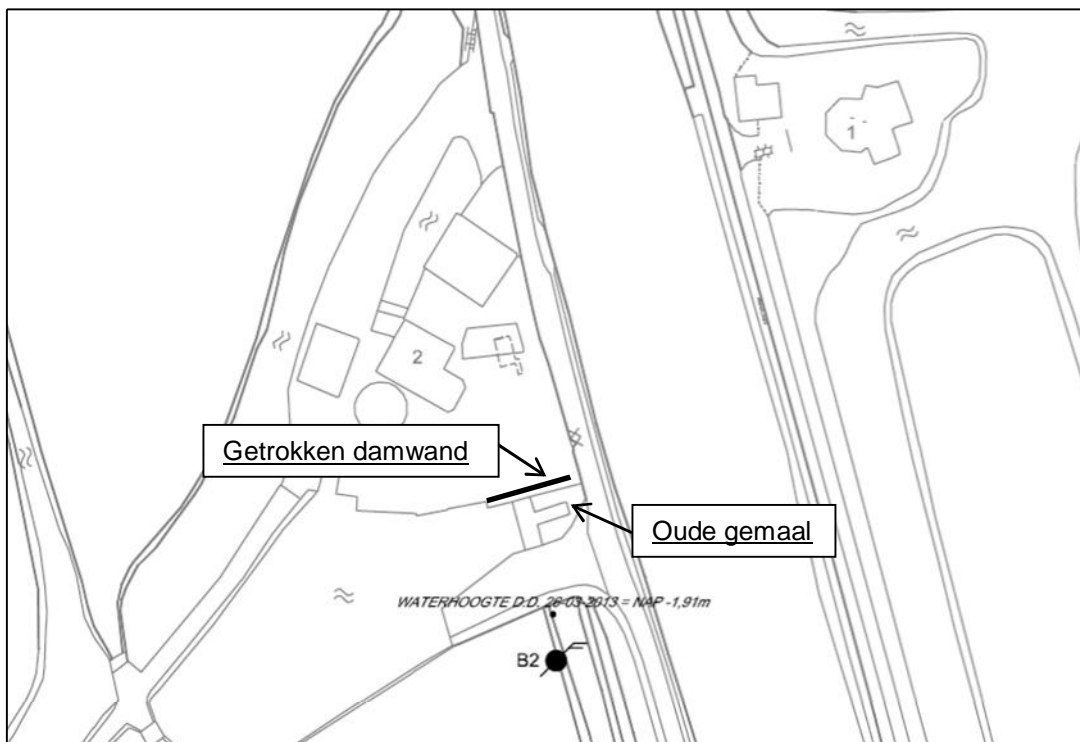 1
2
Getrokken damwand
Oude gemaal
WATERHOOGTE D.D. 26-03-2013 = NAP -1,91m
B2